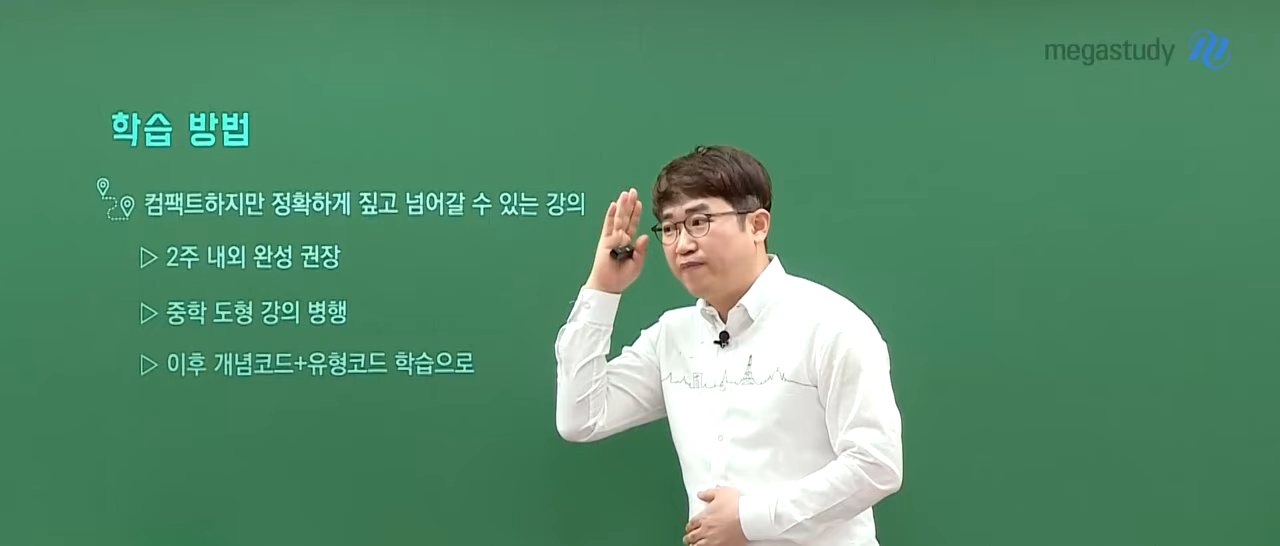 megastudy
학습 방법
컴팩트하지만 정확하게 짚고 넘어갈 수 있는 강의
▷ 2주 내외 완성 권장
▷ 중학 도형 강의 병행
▷ 이후 개념코드+유형코드 학습으로